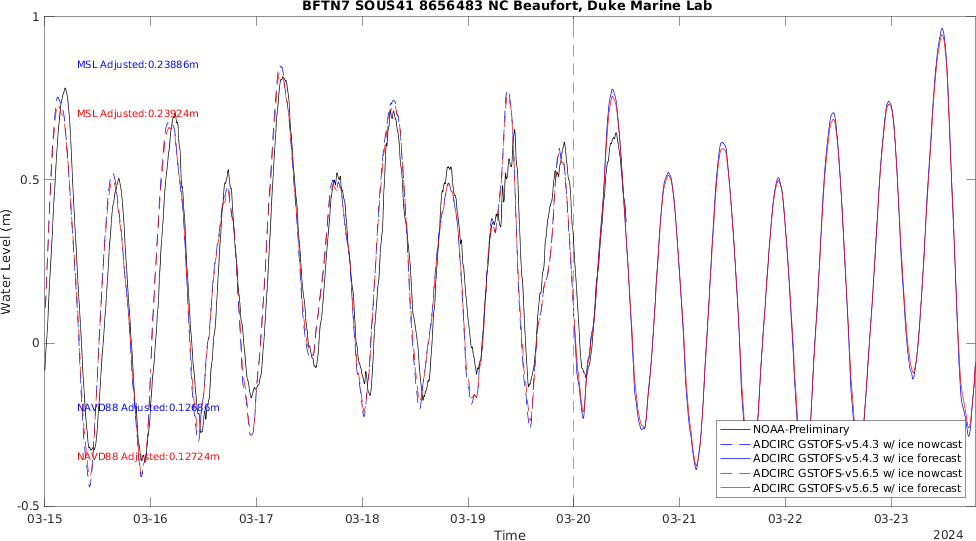 BFTN7 SOUS41 8656483 NC Beaufort, Duke Marine Lab
1
MSL Adjusted:0.23886m
MSL Adjusted:0.23924m
0.5
Water Level (m)
0
NAVD88 Adjusted:0.12686m
NAVD88 Adjusted:0.12724m
-0.5
NOAA-Preliminary
ADCIRC GSTOFS-v5.4.3 w/ ice nowcast
ADCIRC GSTOFS-v5.4.3 w/ ice forecast
ADCIRC GSTOFS-v5.6.5 w/ ice nowcast
ADCIRC GSTOFS-v5.6.5 w/ ice forecast
03-15 03-16 03-17 03-18 03-19 03-20 03-21 03-22 03-23
Time
2024